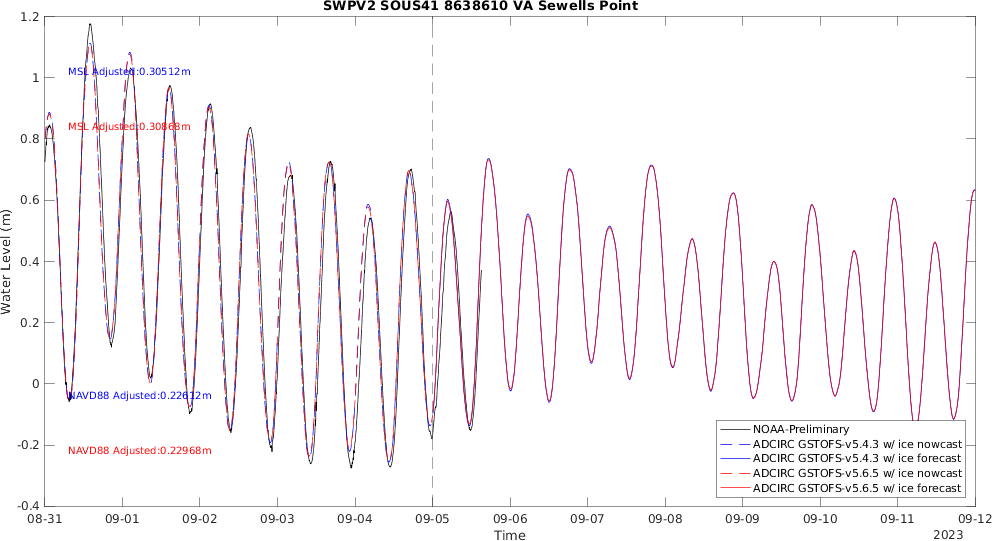 SWPV2 SOUS41 8638610 VA Sewells Point
1.2
1
0.8
0.6
0.4
0.2
0
-0.2
-0.4
Water Level (m)
MSL Adjusted:0.30512m
MSL Adjusted:0.30868m
NAVD88 Adjusted:0.22612m
NAVD88 Adjusted:0.22968m
NOAA-Preliminary
ADCIRC GSTOFS-v5.4.3 w/ ice nowcast
ADCIRC GSTOFS-v5.4.3 w/ ice forecast
ADCIRC GSTOFS-v5.6.5 w/ ice nowcast
ADCIRC GSTOFS-v5.6.5 w/ ice forecast
08-31 09-01 09-02 09-03 09-04 09-05 09-06 09-07 09-08 09-09 09-10 09-11 09-12
Time
2023